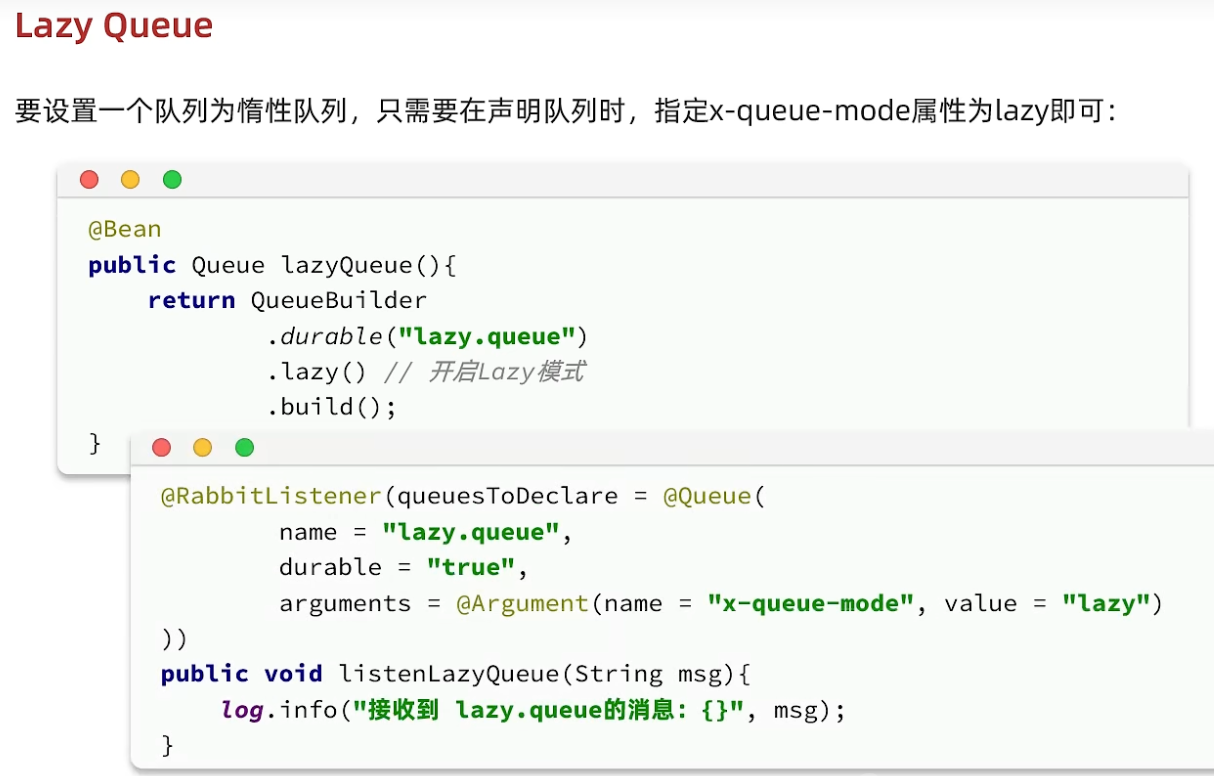 Lazy Queue
要设置一个队列为惰性队列，只需要在声明队列时，指定x-queue-mode属性为lazy即可：
@Bean
public Queue lazyQueue(){
return QueueBuilder
.durable("lazy.queue")
.lazy() // 开启Lazy模式
.build();
}
@RabbitListener(queuesToDeclare = @Queue(
name = "lazy.queue",
durable = "true",
arguments = @Argument(name = "x-queue-mode", value = "lazy")
))
public void listenLazyQueue(String msg){
log.info("接收到 lazy.queue的消息：{}", msg);
}